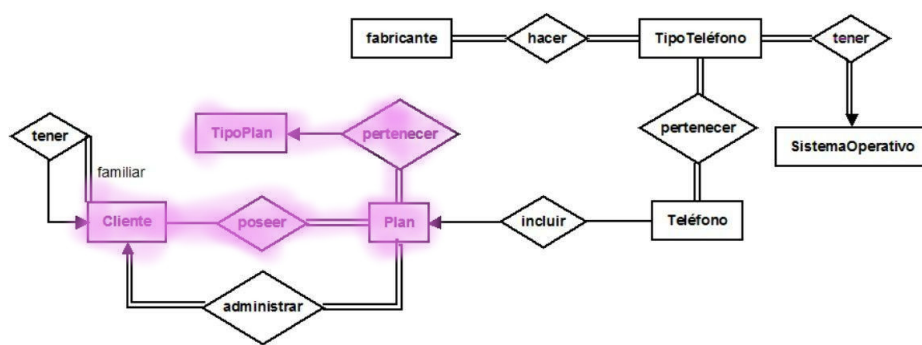 fabricante
hacer
TipoTeléfono
tener
TipoPlan
pertenecer
pertenecer
tener
SistemaOperativo
familiar
Cliente
poseer
Plan
incluir
Teléfono
administrar